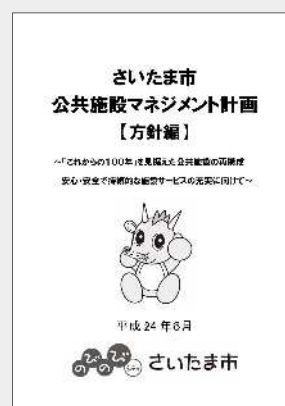 さいたま市
公共施設マネジメント計画
【方針編】
～「これからの100年」を見据えた公共施設の再構成
安心・安全で持続的な施設サービスの充実に向けて～
平成24年6月
のびのび
さいたま市